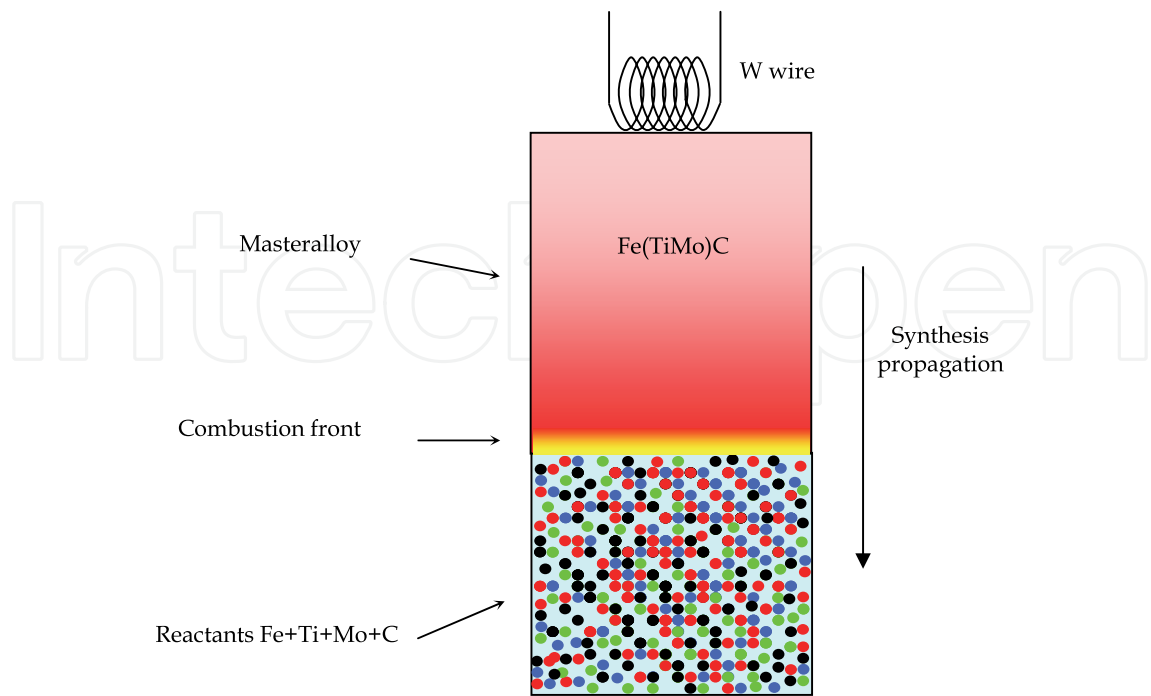 W wire
Masteralloy
Fe(TiMo)C
Synthesis
propagation
Combustion front
Reactants Fe+Ti+Mo+C
IntechOpen